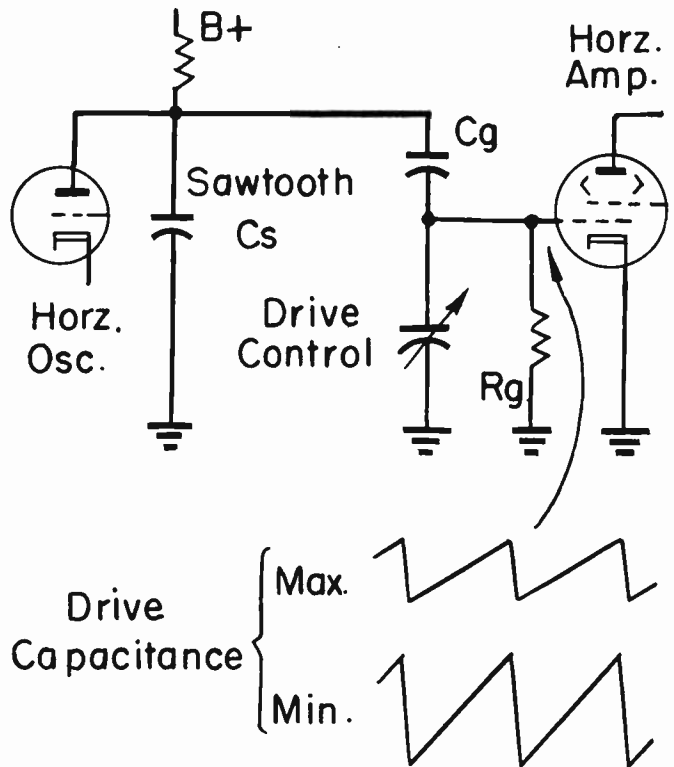 B+
Horz.
Amp.
Cg
Sawtooth
Cs
Horz.
Osc.
Drive
Control
Rg
Drive
Capacitance
Max.
Min.